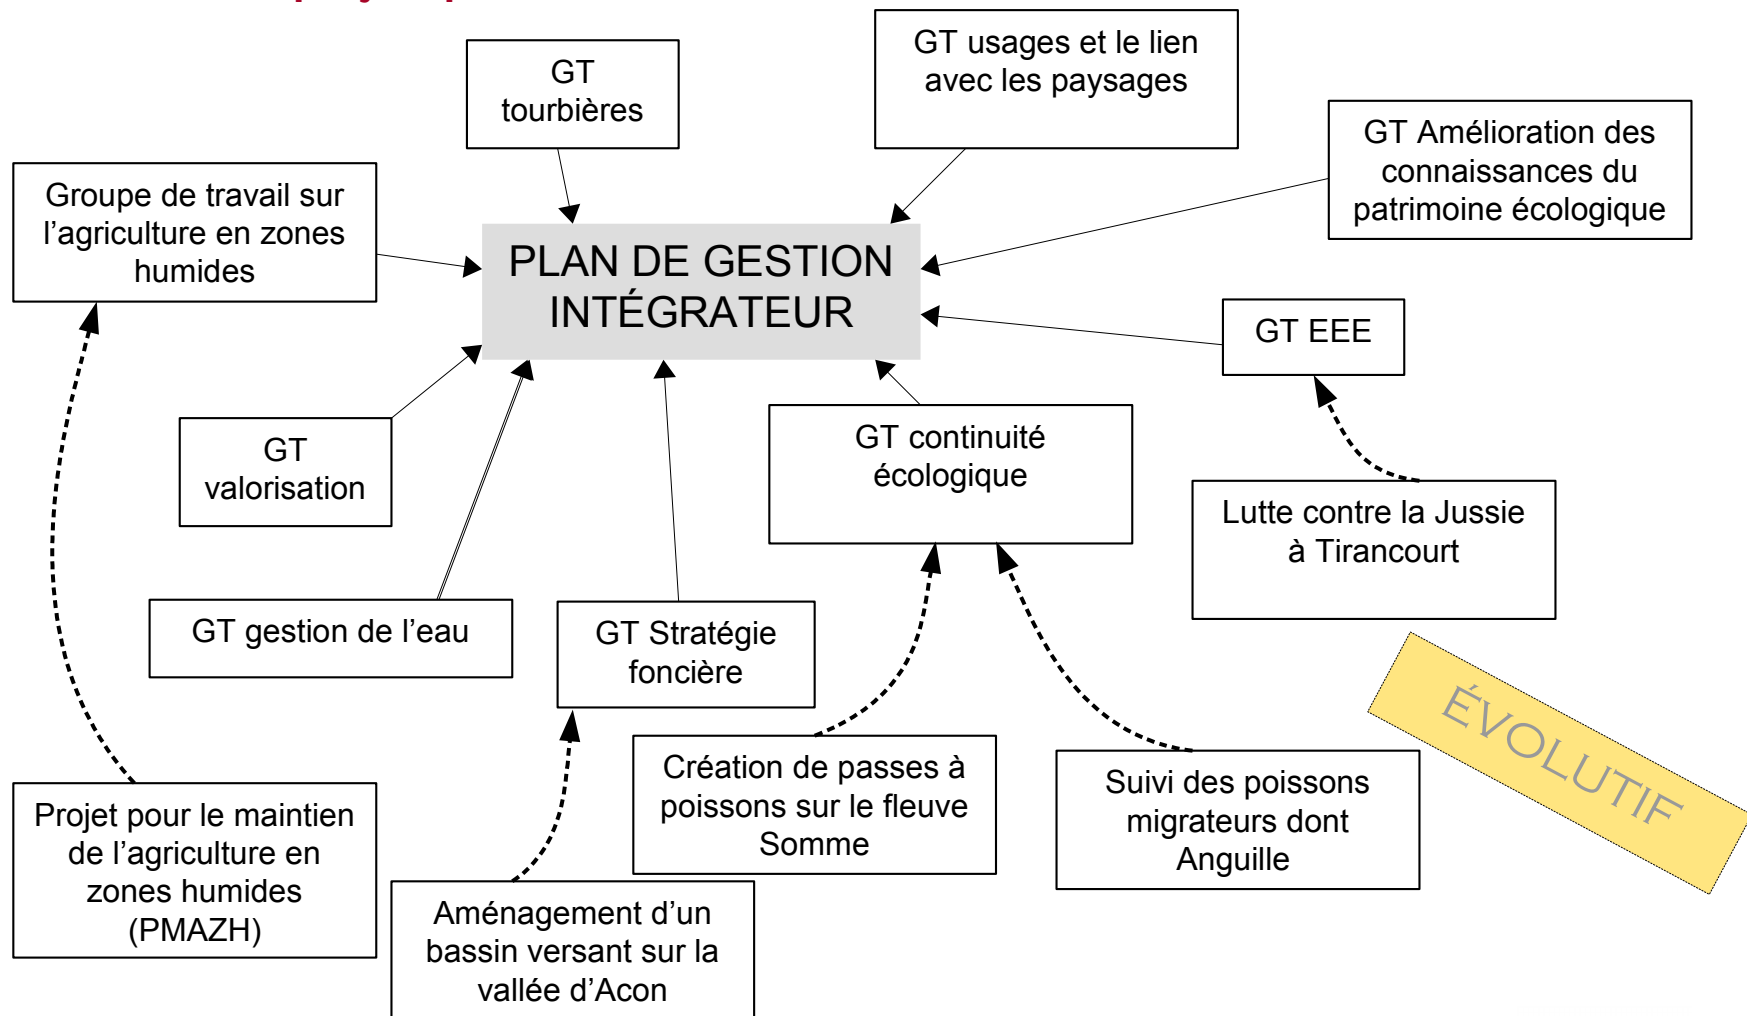 GT
tourbières
GT usages et le lien
avec les paysages
GT Amélioration des
connaissances du
patrimoine écologique
Groupe de travail sur
l’agriculture en zones
humides
PLAN DE GESTION
INTÉGRATEUR
GT EEE
GT
valorisation
GT continuité
écologique
Lutte contre la Jussie
à Tirancourt
GT gestion de l’eau
GT Stratégie
foncière
ÉVOLUTIF
Création de passes à
poissons sur le fleuve
Somme
Suivi des poissons
migrateurs dont
Anguille
Projet pour le maintien
de l’agriculture en
zones humides
(PMAZH)
Aménagement d’un
bassin versant sur la
vallée d’Acon